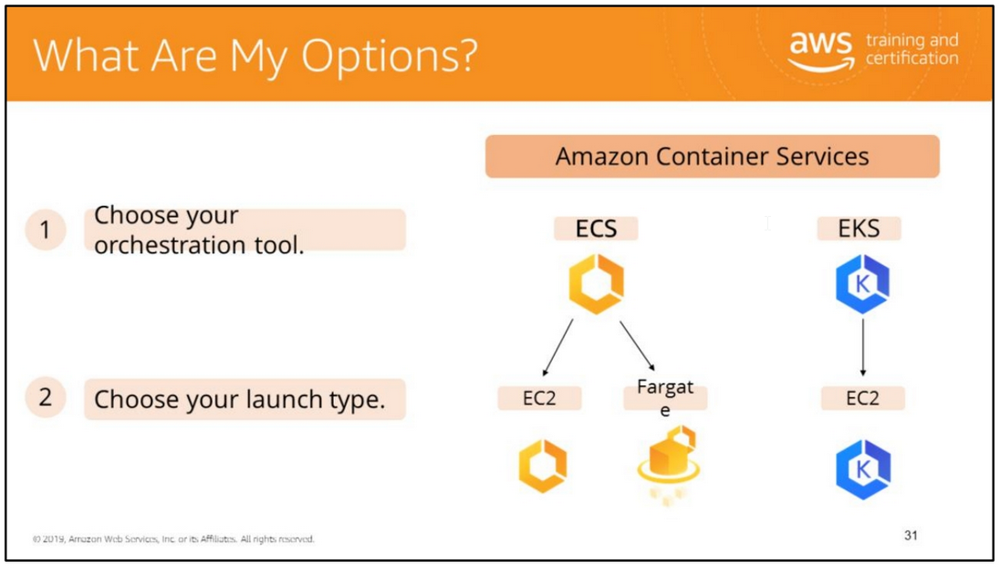 What Are My Options?
aws training and
certification
Amazon Container Services
1
Choose your
orchestration tool.
ECS
EKS
K
2
Choose your launch type.
EC2
Fargat
e
EC2
K
© 2019, Amazon Web Services, Inc. or its Affiliates. All rights reserved.
31